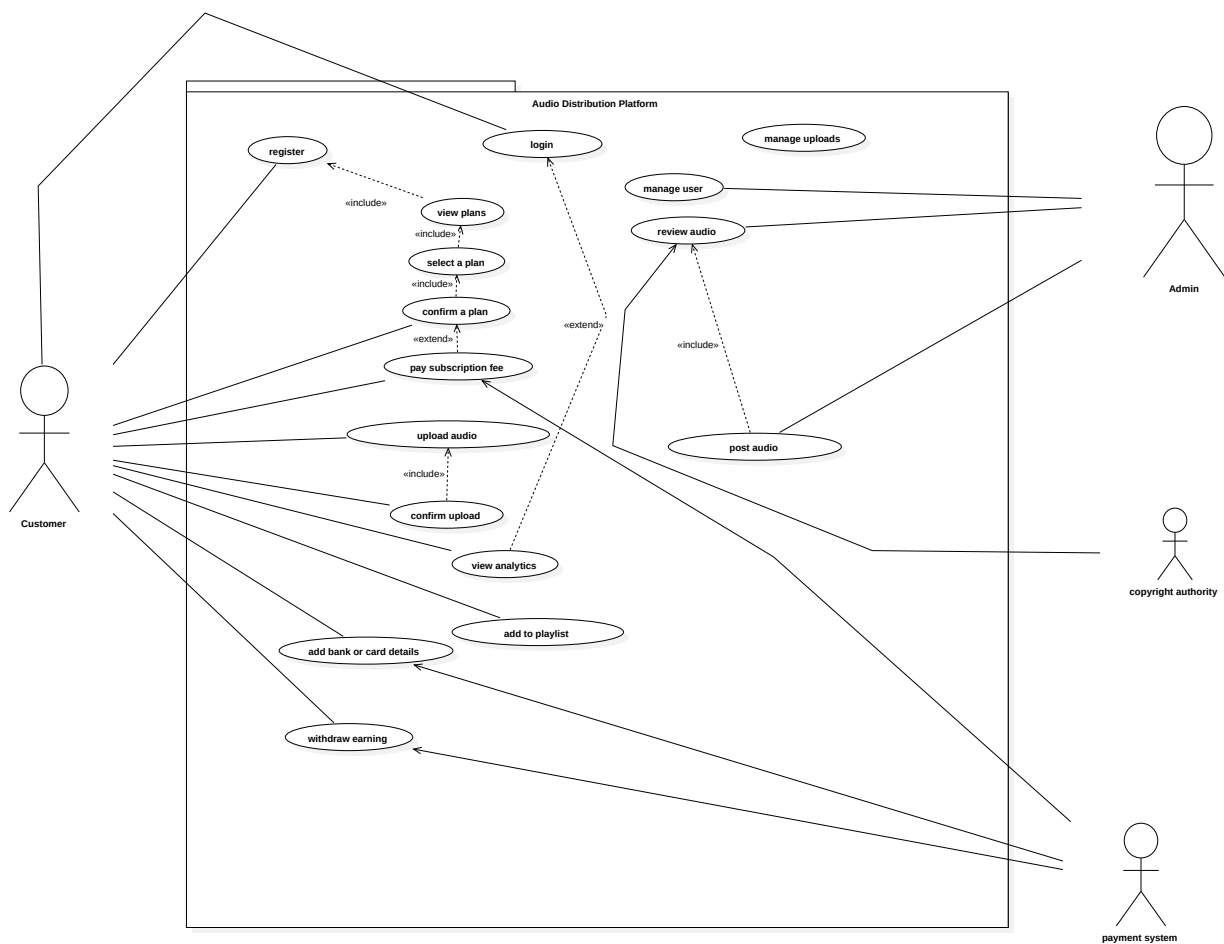 Audio Distribution Platform
register
login
manage uploads
manage user
«include»
view plans
review audio
«include»
select a plan
«include»
confirm a plan
Admin
«extend»
«extend»
«include»
pay subscription fee
upload audio
post audio
«include»
confirm upload
Customer
view analytics
copyright authority
add to playlist
add bank or card details
withdraw earning
payment system